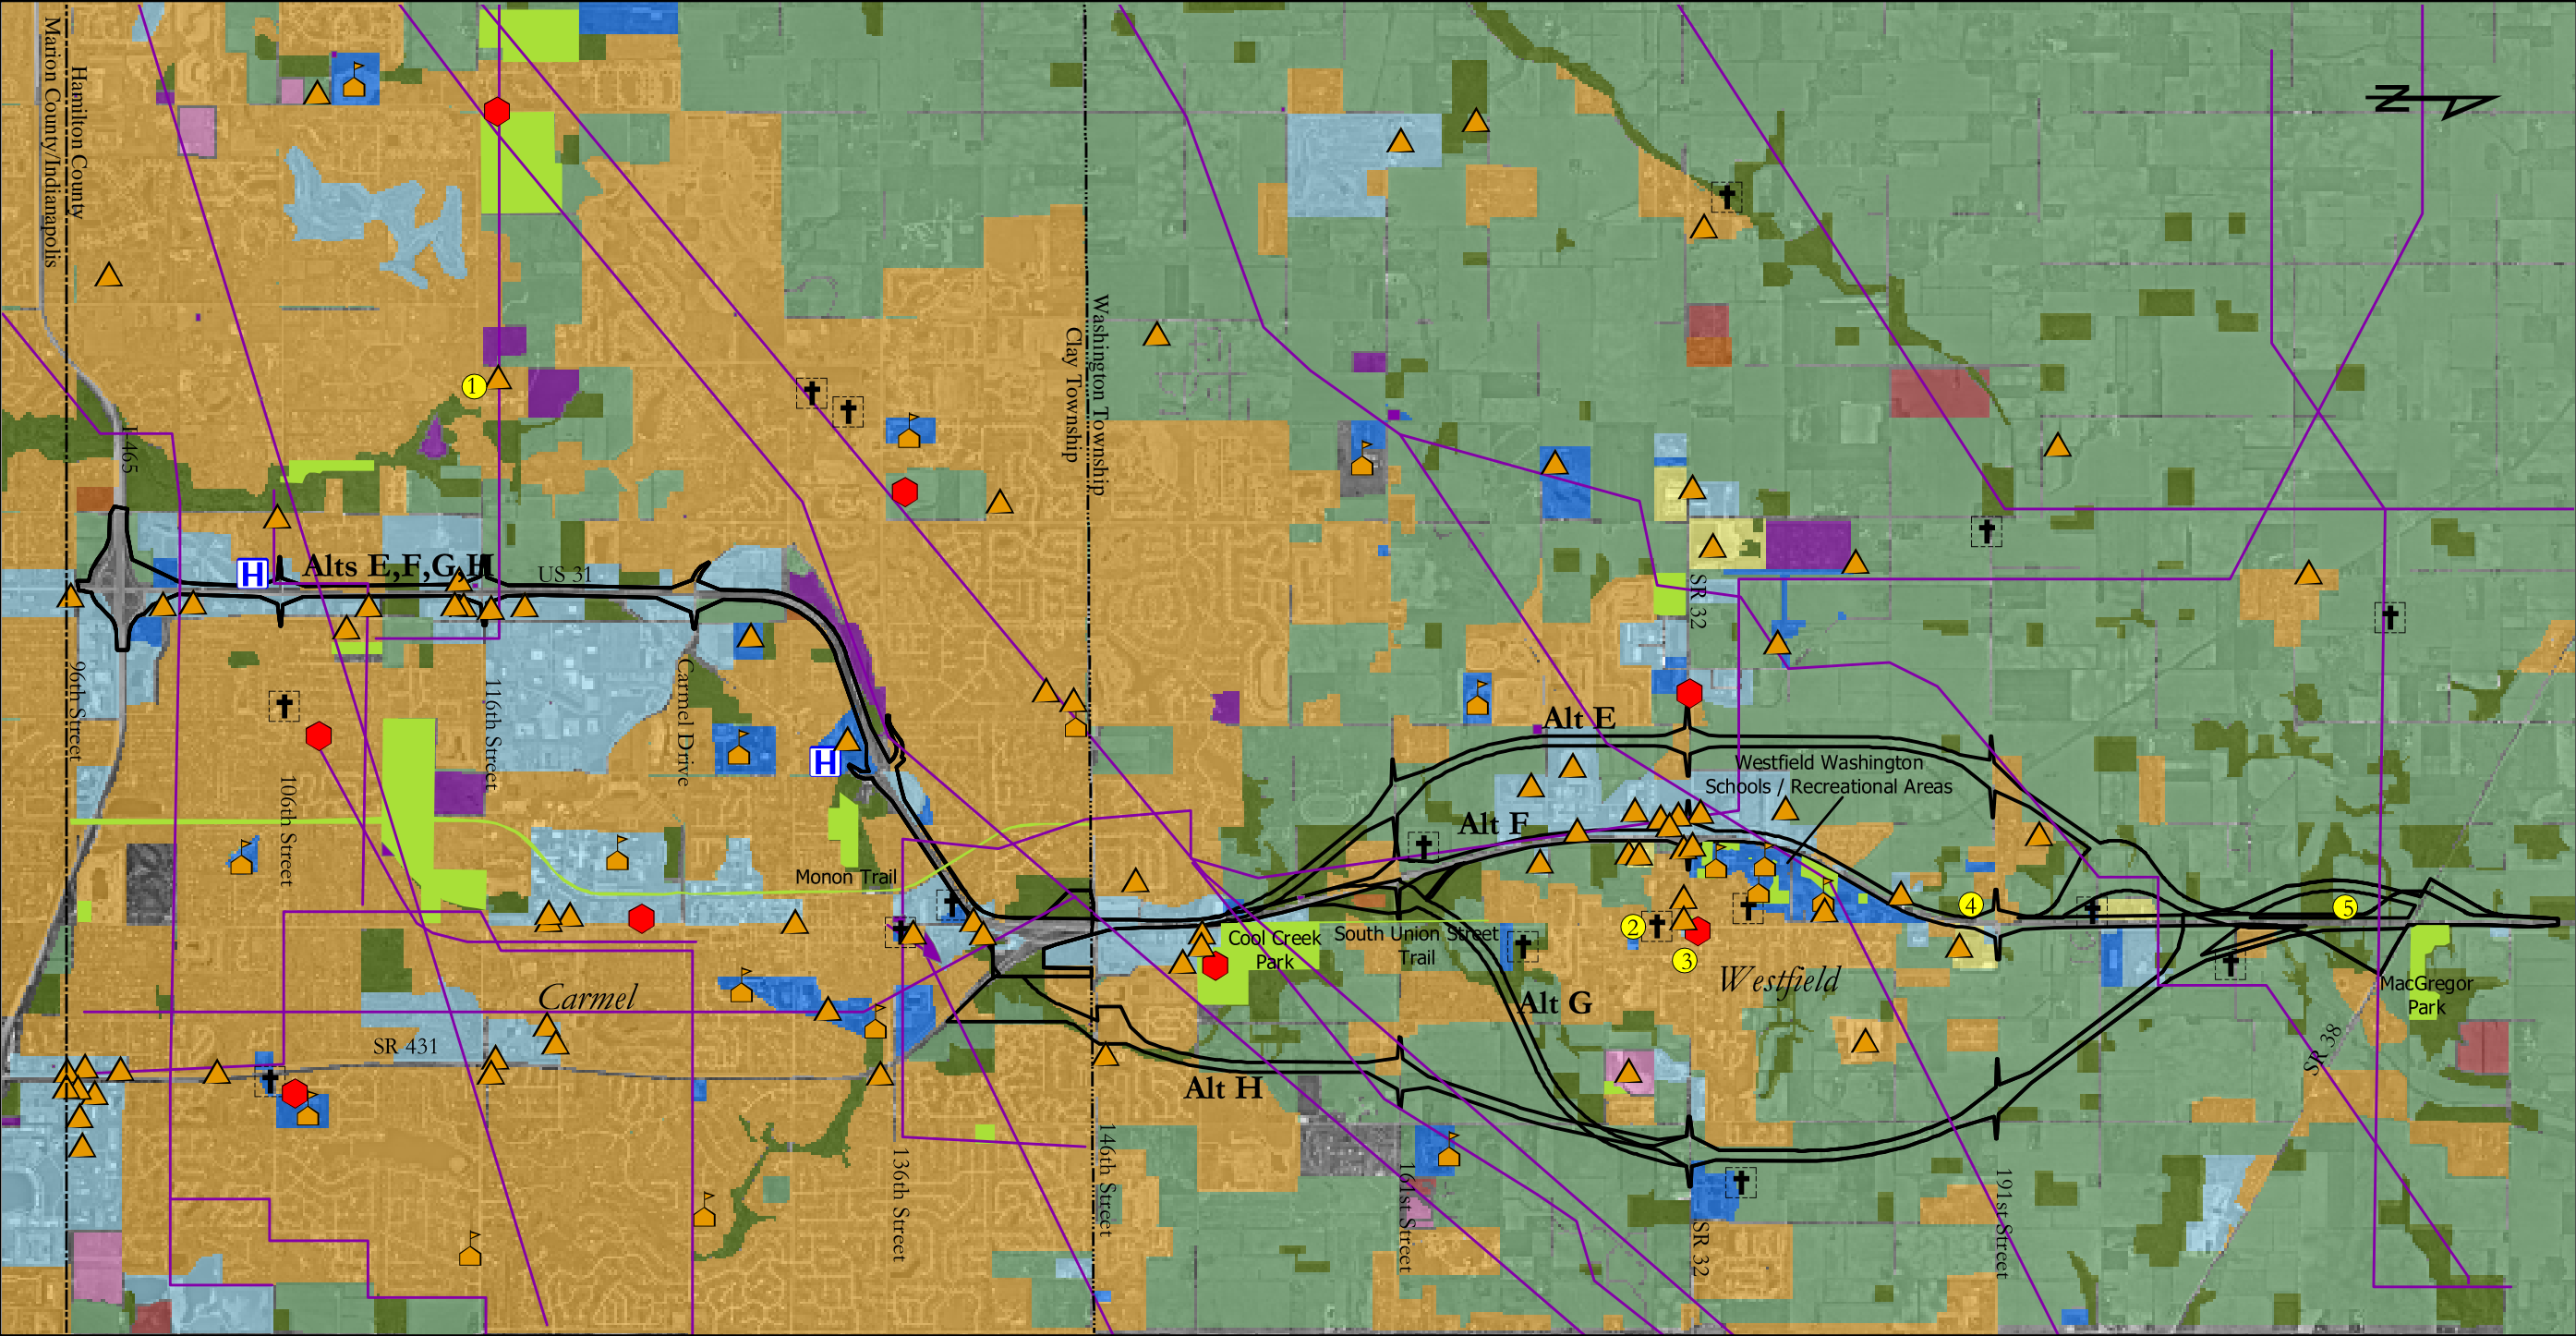 Marion County/Indianapolis
Hamilton County
N
Washington Township
Clay Township
1
I 465
H
Alts E,F,G,H
US 31
SR 32
96th Street
116th Street
Carmel Drive
H
106th Street
Monon Trail
Alt E
Westfield Washington
Schools / Recreational Areas
Alt F
Cool Creek
Park
South Union Street
Trail
2
3
4
5
Westfield
MacGregor
Park
Carmel
SR 431
Alt G
Alt H
SR 38
136th Street
146th Street
161st Street
SR 32
191st Street